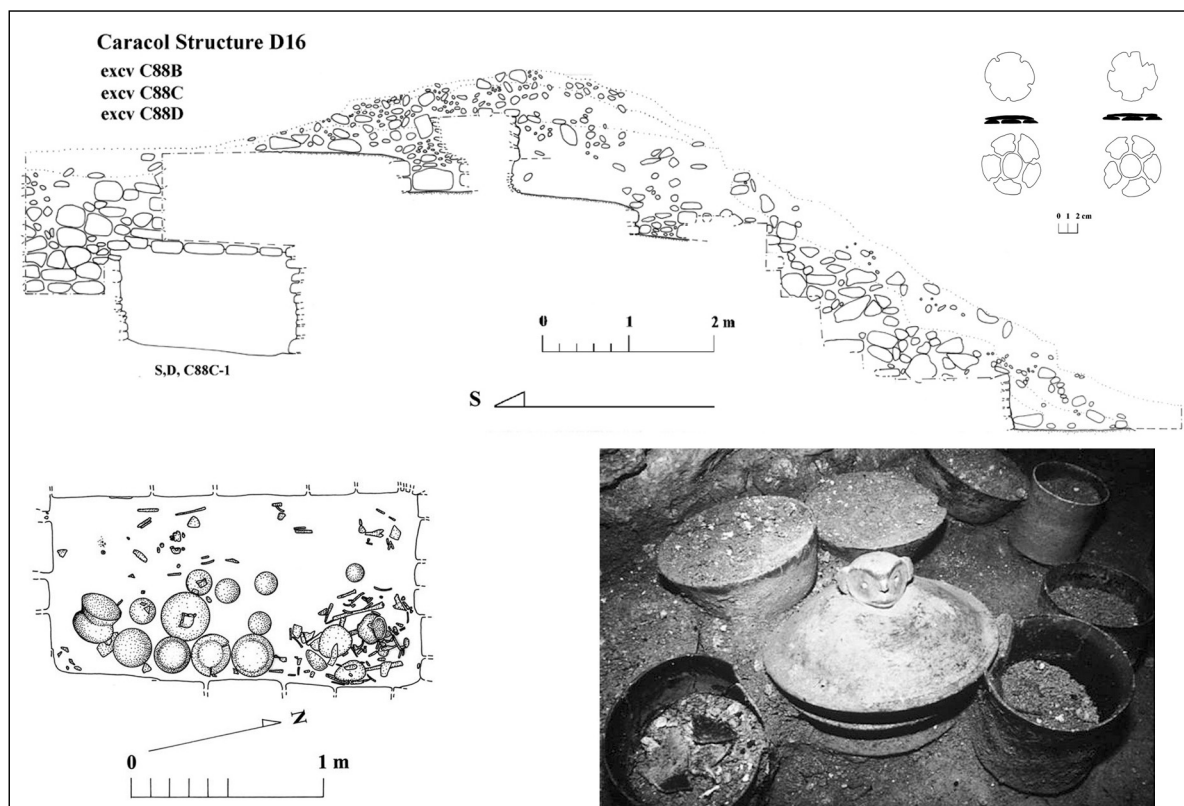 Caracol Structure D16
excv C88B
excv C88C
excv C88D
0 1 2 cm
0 1 2 m
S,D, C88C-1
S
N
0 1 m